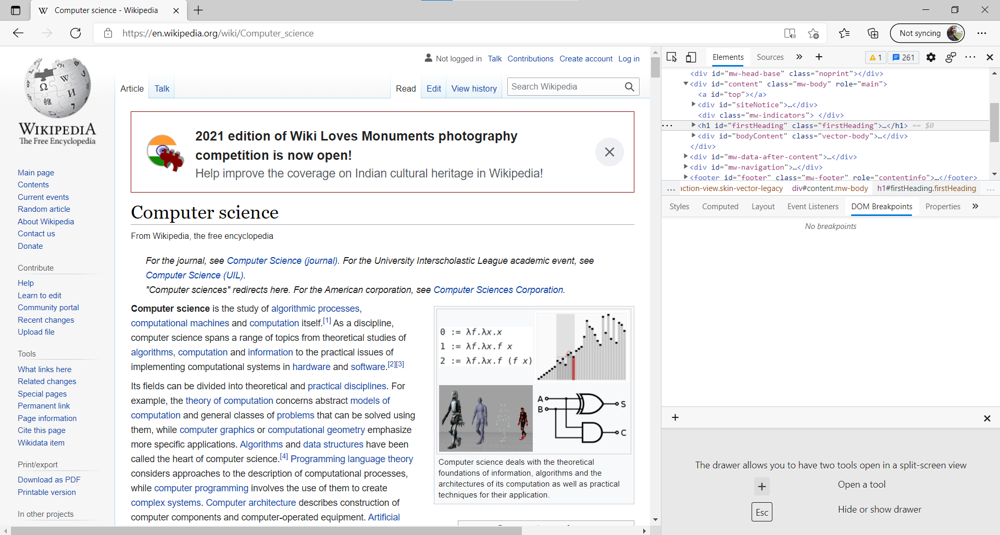 Computer science - Wikipedia
https://en.wikipedia.org/wiki/Computer_science
Not syncing
WIKIPEDIA
The Free Encyclopedia
Main page
Contents
Current events
Random article
About Wikipedia
Contact us
Donate
Contribute
Help
Learn to edit
Community portal
Recent changes
Upload file
Tools
What links here
Related changes
Special pages
Permanent link
Page information
Cite this page
Wikidata item
Print/export
Download as PDF
Printable version
In other projects
Not logged in Talk Contributions Create account Log in
Article Talk Read Edit View history Search Wikipedia
2021 edition of Wiki Loves Monuments photography
competition is now open!
Help improve the coverage on Indian cultural heritage in Wikipedia!
Computer science
From Wikipedia, the free encyclopedia
For the journal, see Computer Science (journal). For the University Interscholastic League academic event, see
Computer Science (UIL).
"Computer sciences" redirects here. For the American corporation, see Computer Sciences Corporation.
Computer science is the study of algorithmic processes,
computational machines and computation itself.[1] As a discipline,
computer science spans a range of topics from theoretical studies of
algorithms, computation and information to the practical issues of
implementing computational systems in hardware and software.[2][3]
Its fields can be divided into theoretical and practical disciplines. For
example, the theory of computation concerns abstract models of
computation and general classes of problems that can be solved using
them, while computer graphics or computational geometry emphasize
more specific applications. Algorithms and data structures have been
called the heart of computer science.[4] Programming language theory
considers approaches to the description of computational processes,
while computer programming involves the use of them to create
complex systems. Computer architecture describes construction of
computer components and computer-operated equipment. Artificial
0 := λf.λx.x
1 := λf.λx.f x
2 := λf.λx.f (f x)
A
B
S
C
Computer science deals with the theoretical
foundations of information, algorithms and the
architectures of its computation as well as practical
techniques for their application.
Elements Sources 1 261
<div id="mw-head-base" class="noprint"></div>
<div id="content" class="mw-body" role="main">
<a id="top"></a>
<div id="siteNotice">…</div>
<div class="mw-indicators"> </div>
<h1 id="firstHeading" class="firstHeading">…</h1> == $0
<div id="bodyContent" class="vector-body">…</div>
</div>
<div id="mw-data-after-content">…</div>
<div id="mw-navigation">…</div>
<footer id="footer" class="mw-footer" role="contentinfo">…</footer>
... action-view.skin-vector-legacy div#content.mw-body h1#firstHeading.firstHeading ...
Styles Computed Layout Event Listeners DOM Breakpoints Properties
No breakpoints
The drawer allows you to have two tools open in a split-screen view
+ Open a tool
Esc Hide or show drawer